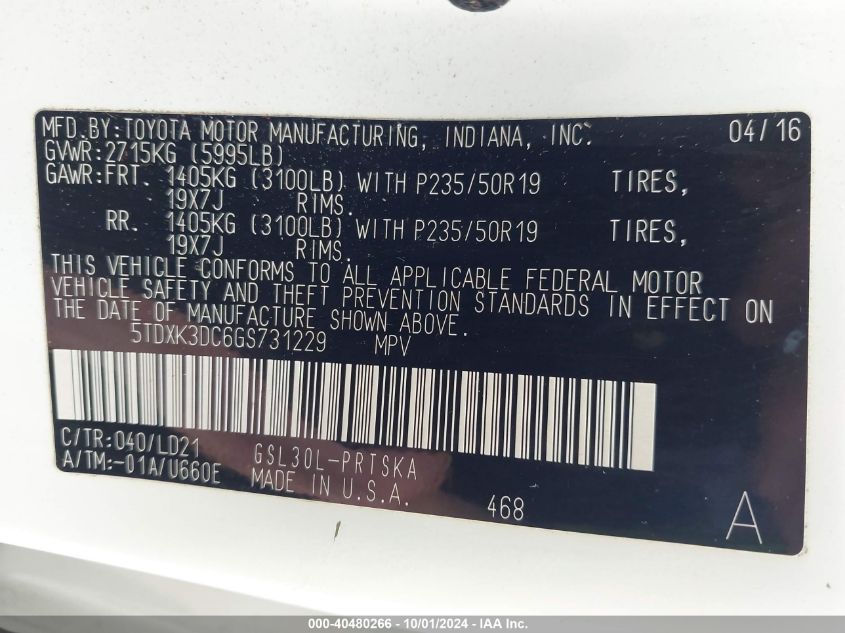 MFD.BY:TOYOTA MOTOR MANUFACTURING, INDIANA, INC. 04/16
GVWR:2715KG (5995LB)
GAWR:FRT. 1405KG (3100LB) WITH P235/50R19 TIRES,
19X7J RIMS.
RR. 1405KG (3100LB) WITH P235/50R19 TIRES,
19X7J RIMS.
THIS VEHICLE CONFORMS TO ALL APPLICABLE FEDERAL MOTOR
VEHICLE SAFETY AND THEFT PREVENTION STANDARDS IN EFFECT ON
THE DATE OF MANUFACTURE SHOWN ABOVE.
5TDXK3DC6GS731229 MPV
C/TR:040/LD21 GSL30L-PRTSKA
A/TM:-01A/U660E MADE IN U.S.A. 468 A
000-40480266 - 10/01/2024 - IAA Inc.